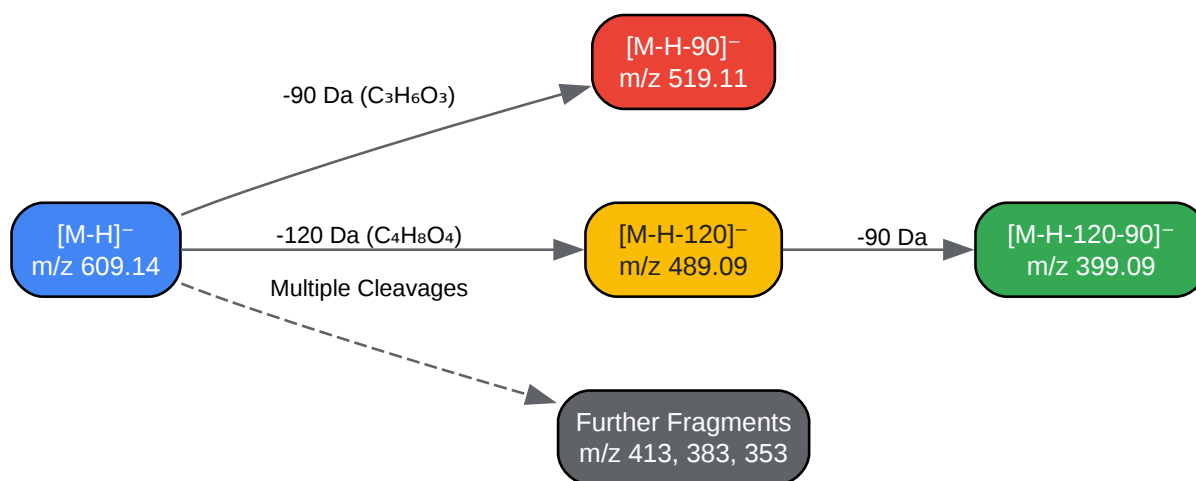 [M-H-90]⁻
m/z 519.11
-90 Da (C₃H₆O₃)
[M-H]⁻
m/z 609.14
-120 Da (C₄H₈O₄)
[M-H-120]⁻
m/z 489.09
-90 Da
[M-H-120-90]⁻
m/z 399.09
Multiple Cleavages
Further Fragments
m/z 413, 383, 353